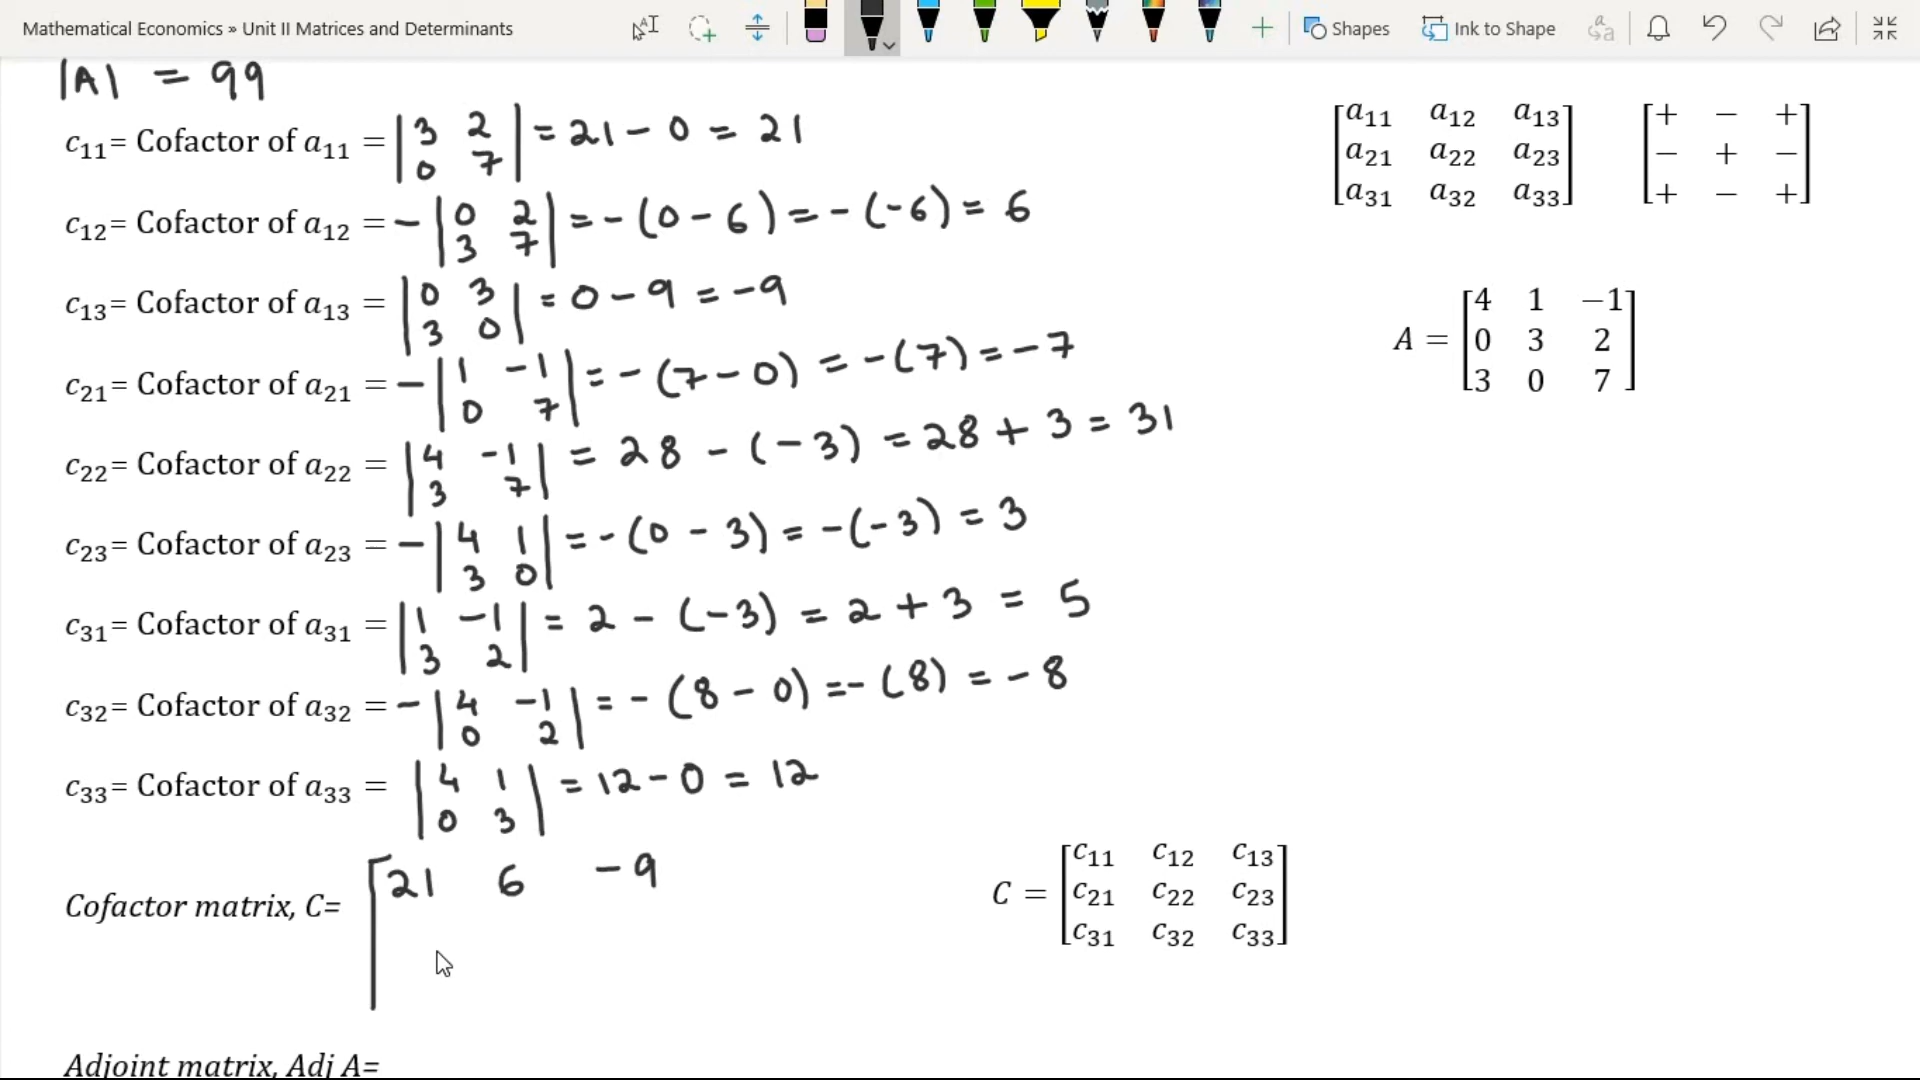 Mathematical Economics » Unit II Matrices and Determinants
Shapes Ink to Shape
|A| = 99
c11= Cofactor of a11 = |3 2
0 7| = 21 - 0 = 21
c12= Cofactor of a12 = -|0 2
3 7| = -(0 - 6) = -(-6) = 6
c13= Cofactor of a13 = |0 3
3 0| = 0 - 9 = -9
c21= Cofactor of a21 = -|1 -1
0 7| = -(7 - 0) = -(7) = -7
c22= Cofactor of a22 = |4 -1
3 7| = 28 - (-3) = 28 + 3 = 31
c23= Cofactor of a23 = -|4 1
3 0| = -(0 - 3) = -(-3) = 3
c31= Cofactor of a31 = |1 -1
3 2| = 2 - (-3) = 2 + 3 = 5
c32= Cofactor of a32 = -|4 -1
0 2| = -(8 - 0) = -(8) = -8
c33= Cofactor of a33 = |4 1
0 3| = 12 - 0 = 12
Cofactor matrix, C= [21 6 -9
Adjoint matrix, Adj A=
[a11 a12 a13
a21 a22 a23
a31 a32 a33]
[+ − +
− + −
+ − +]
A = [4 1 −1
0 3 2
3 0 7]
C = [c11 c12 c13
c21 c22 c23
c31 c32 c33]